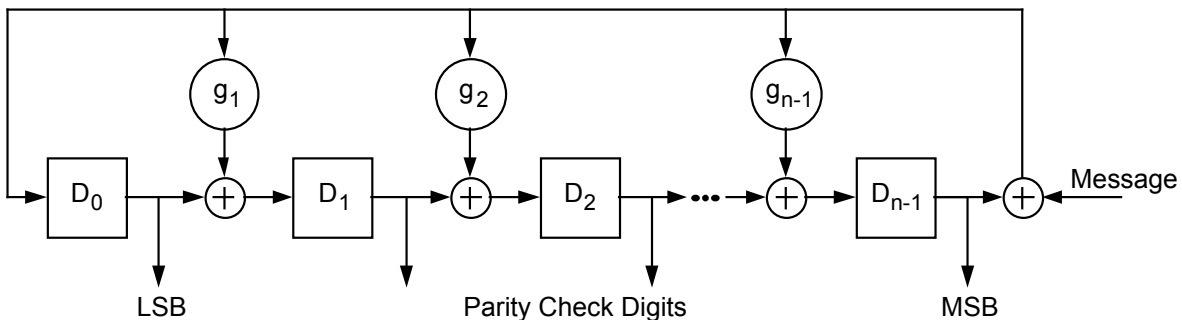 g1 g2 gn-1
D0 + D1 + D2 ••• + Dn-1 + Message
LSB Parity Check Digits MSB